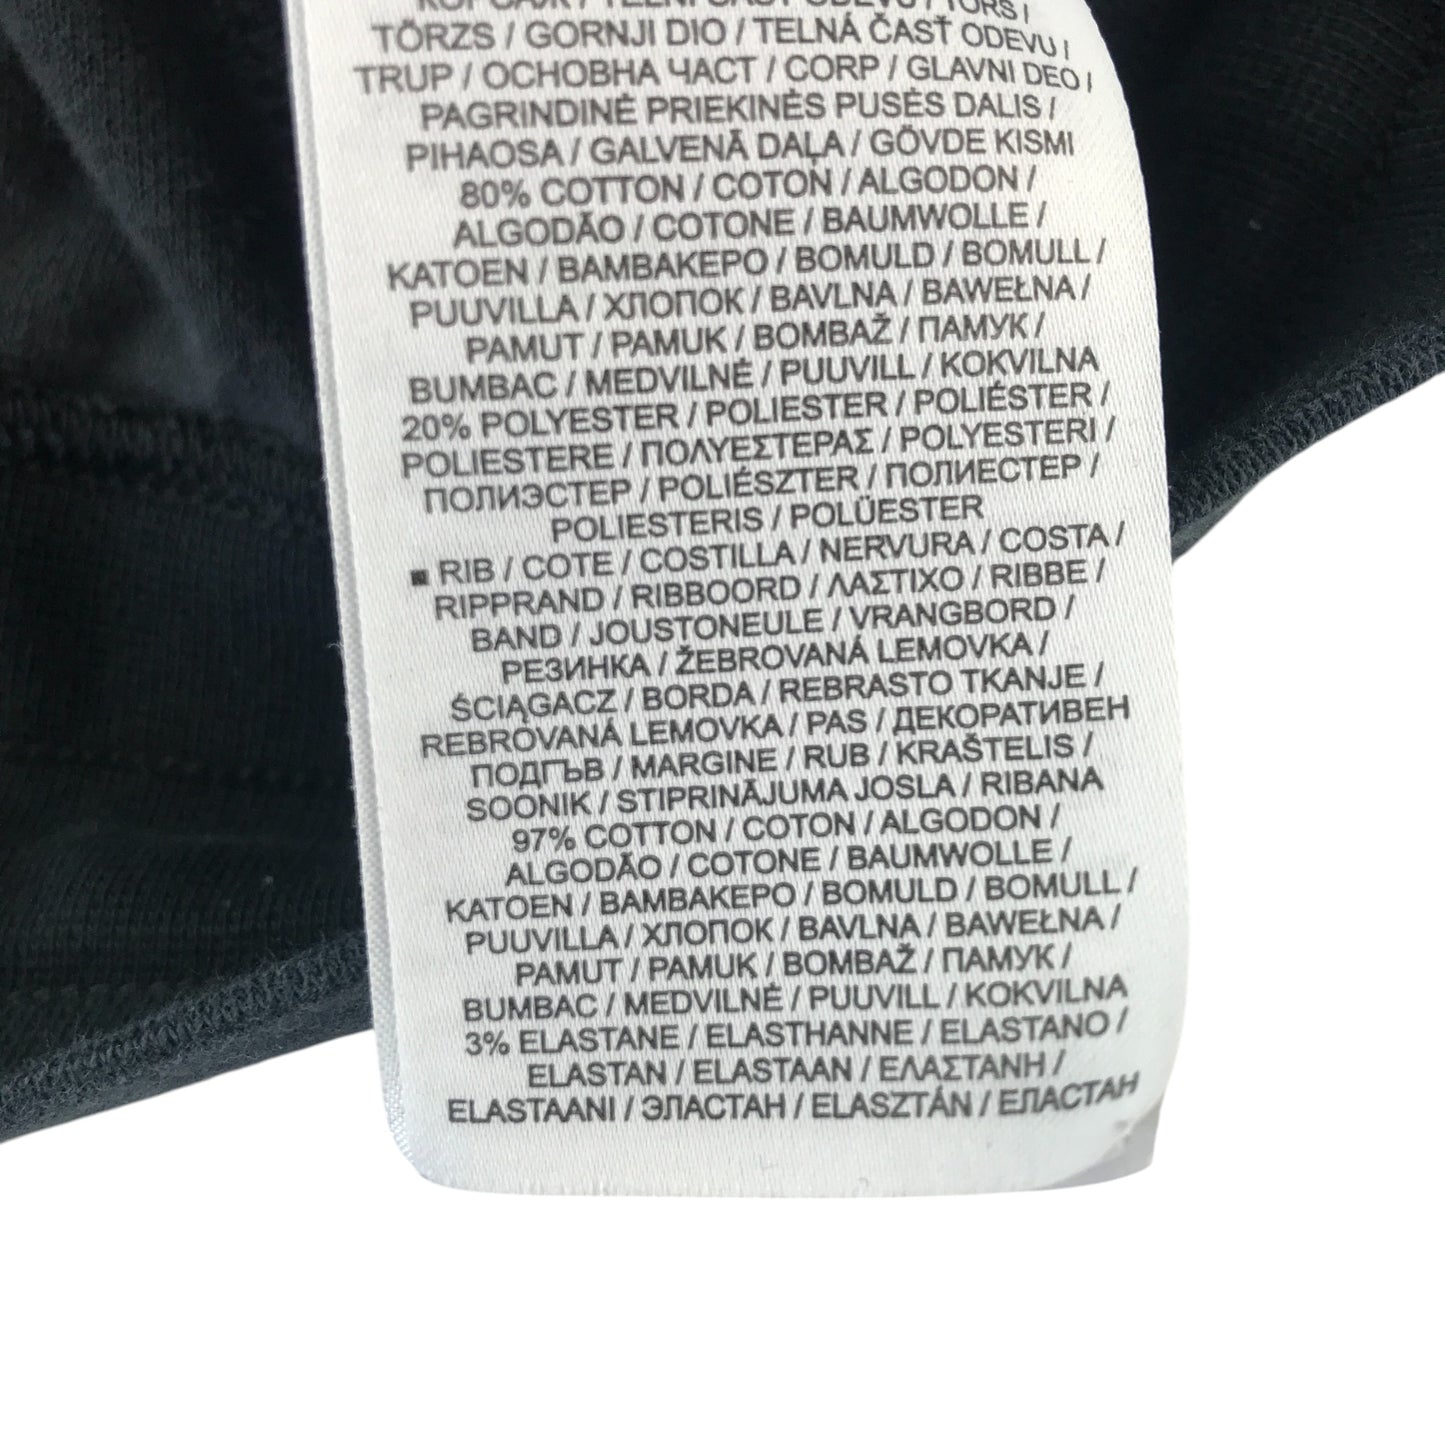 КОРСАЖ / TĚLNÍ ČÁST ODĚVU / TORS /
TÖRZS / GORNJI DIO / TELNÁ ČASŤ ODEVU /
TRUP / ОСНОВНА ЧАСТ / CORP / GLAVNI DEO /
PAGRINDINĖ PRIEKINĖS PUSĖS DALIS /
PIHAOSA / GALVENĀ DAĻA / GÖVDE KISMI
80% COTTON / COTON / ALGODON /
ALGODÃO / COTONE / BAUMWOLLE /
KATOEN / ΒΑΜΒΑΚΕΡΟ / BOMULD / BOMULL /
PUUVILLA / ХЛОПОК / BAVLNA / BAWEŁNA /
PAMUT / PAMUK / BOMBAŽ / ПАМУК /
BUMBAC / MEDVILNĖ / PUUVILL / KOKVILNA
20% POLYESTER / POLIESTER / POLIÉSTER /
POLIESTERE / ΠΟΛΥΕΣΤΕΡΑΣ / POLYESTERI /
ПОЛИЭСТЕР / POLIÉSZTER / ПОЛИЕСТЕР /
POLIESTERIS / POLÜESTER
▪ RIB / COTE / COSTILLA / NERVURA / COSTA /
RIPPRAND / RIBBOORD / ΛΑΣΤΙΧΟ / RIBBE /
BAND / JOUSTONEULE / VRANGBORD /
РЕЗИНКА / ŽEBROVANÁ LEMOVKA /
ŚCIĄGACZ / BORDA / REBRASTO TKANJE /
REBROVANÁ LEMOVKA / PAS / ДЕКОРАТИВЕН
ПОДГЪВ / MARGINE / RUB / KRAŠTELIS /
SOONIK / STIPRINĀJUMA JOSLA / RIBANA
97% COTTON / COTON / ALGODON /
ALGODÃO / COTONE / BAUMWOLLE /
KATOEN / ΒΑΜΒΑΚΕΡΟ / BOMULD / BOMULL /
PUUVILLA / ХЛОПОК / BAVLNA / BAWEŁNA /
PAMUT / PAMUK / BOMBAŽ / ПАМУК /
BUMBAC / MEDVILNĖ / PUUVILL / KOKVILNA
3% ELASTANE / ELASTHANNE / ELASTANO /
ELASTAN / ELASTAAN / ΕΛΑΣΤΑΝΗ /
ELASTAANI / ЭЛАСТАН / ELASZTÁN / ЕЛАСТАН